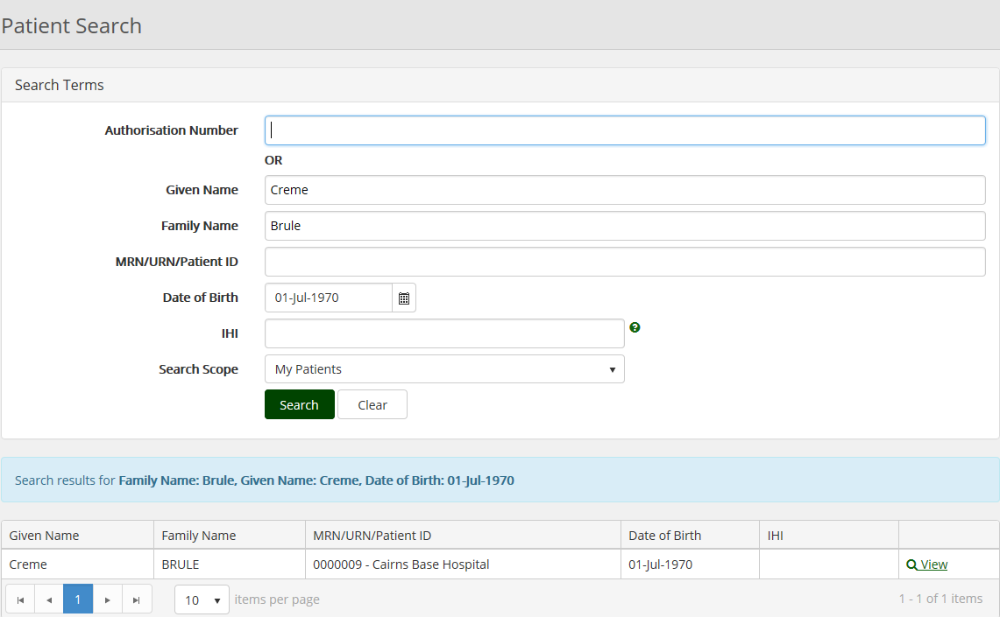 Patient Search
Search Terms
Authorisation Number
OR
Given Name Creme
Family Name Brule
MRN/URN/Patient ID
Date of Birth 01-Jul-1970
IHI ?
Search Scope My Patients
Search Clear
Search results for Family Name: Brule, Given Name: Creme, Date of Birth: 01-Jul-1970
Given Name Family Name MRN/URN/Patient ID Date of Birth IHI
Creme BRULE 0000009 - Cairns Base Hospital 01-Jul-1970 View
1 10 items per page 1 - 1 of 1 items